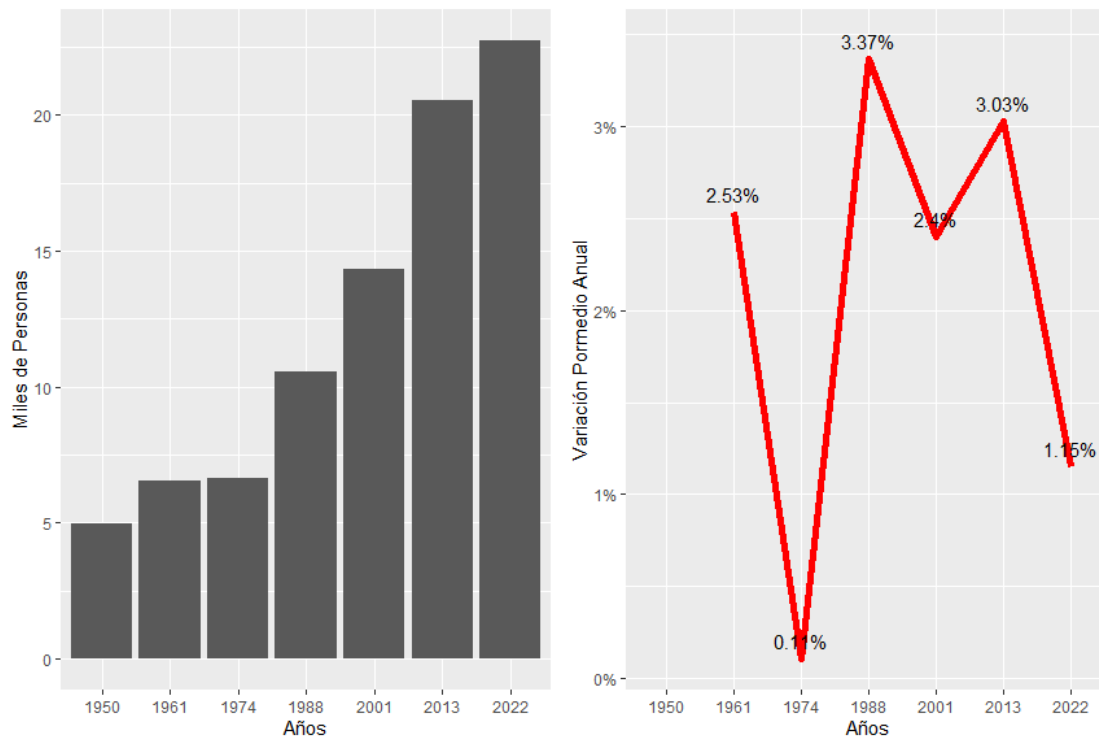 Miles de Personas
20
15
10
5
0
1950 1961 1974 1988 2001 2013 2022
Años
Variación Pormedio Anual
3%
2%
1%
0%
3.37%
3.03%
2.53%
2.4%
1.15%
0.11%
1950 1961 1974 1988 2001 2013 2022
Años